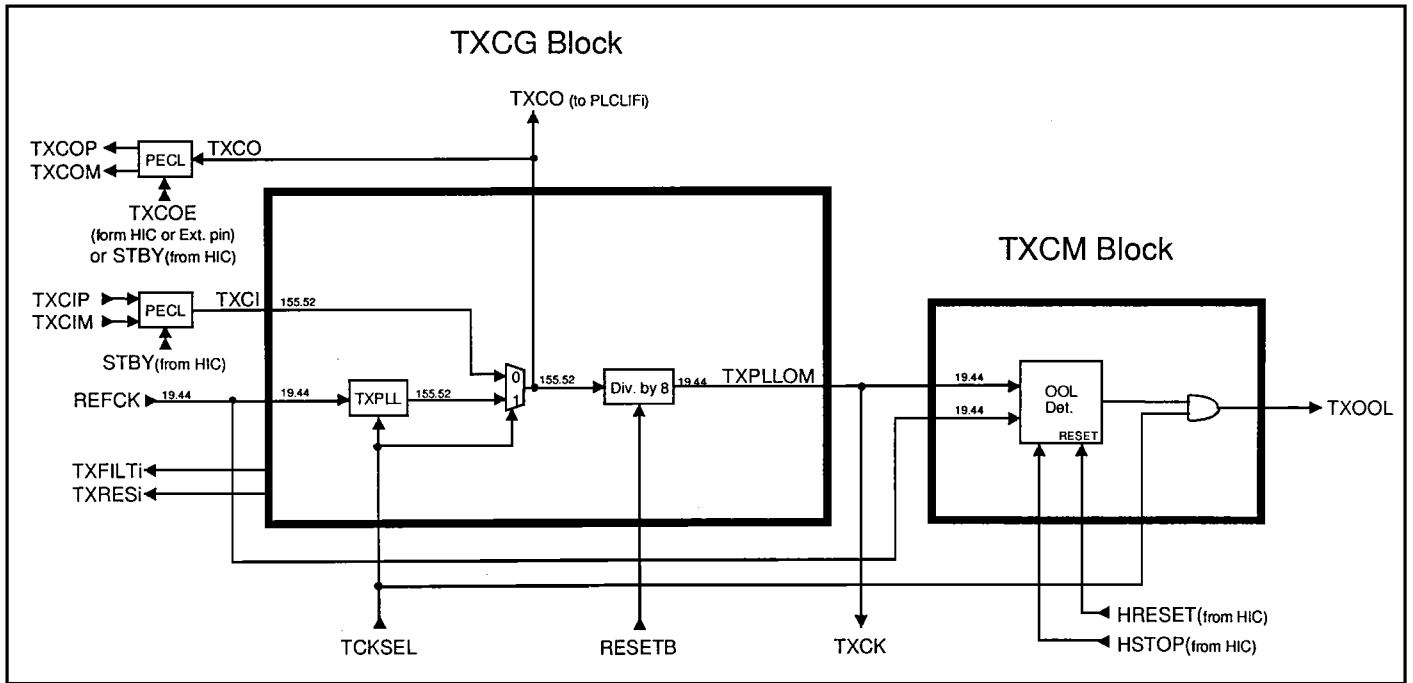 TXCG Block
TXCO (to PLCLIFi)
TXCOP
TXCOM
PECL
TXCO
TXCOE
(form HIC or Ext. pin)
or STBY(from HIC)
TXCM Block
TXCIP
TXCIM
PECL
TXCI
155.52
STBY(from HIC)
REFCK
19.44
19.44
TXPLL
155.52
0
1
155.52
Div. by 8
19.44
TXPLLOM
19.44
19.44
OOL
Det.
RESET
TXOOL
TXFILTi
TXRESi
TCKSEL
RESETB
TXCK
HRESET(from HIC)
HSTOP(from HIC)